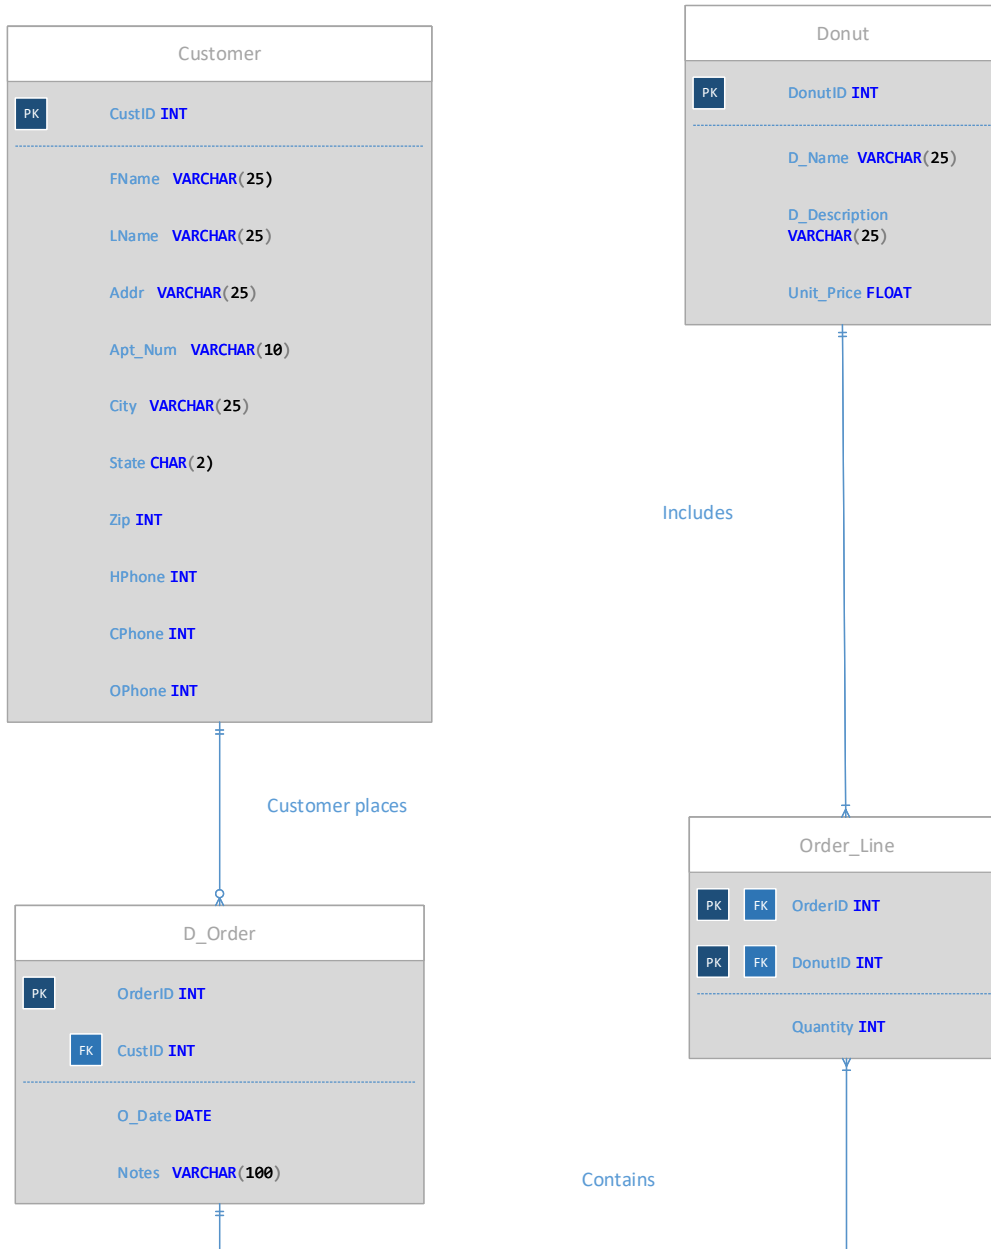 Customer
PK CustID INT
FName VARCHAR(25)
LName VARCHAR(25)
Addr VARCHAR(25)
Apt_Num VARCHAR(10)
City VARCHAR(25)
State CHAR(2)
Zip INT
HPhone INT
CPhone INT
OPhone INT
Customer places
D_Order
PK OrderID INT
FK CustID INT
O_Date DATE
Notes VARCHAR(100)
Donut
PK DonutID INT
D_Name VARCHAR(25)
D_Description
VARCHAR(25)
Unit_Price FLOAT
Includes
Order_Line
PK FK OrderID INT
PK FK DonutID INT
Quantity INT
Contains